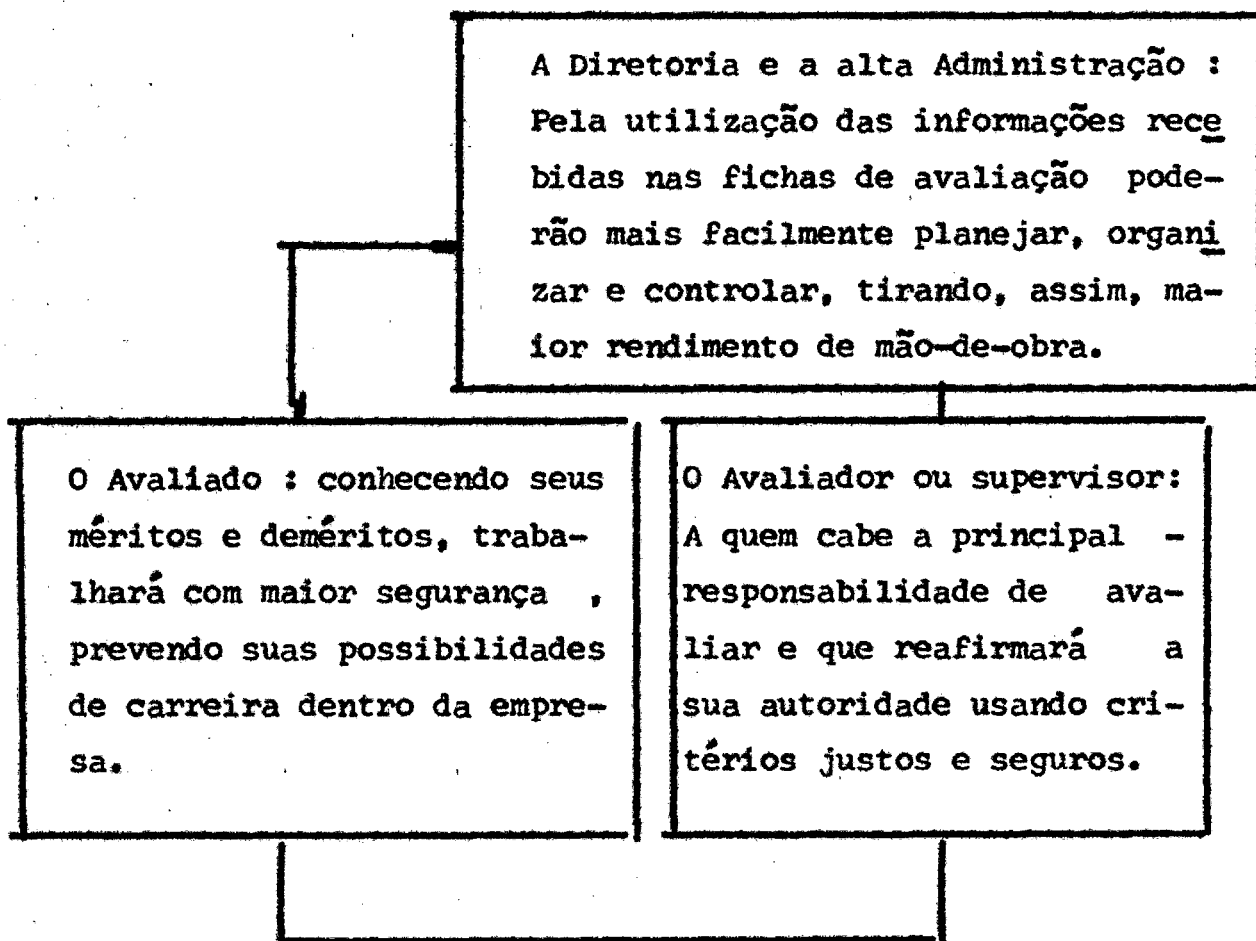 A Diretoria e a alta Administração :
Pela utilização das informações rece
bidas nas fichas de avaliação pode-
rão mais facilmente planejar, organi
zar e controlar, tirando, assim, ma-
ior rendimento de mão-de-obra.
O Avaliado : conhecendo seus
méritos e deméritos, traba-
lhará com maior segurança ,
prevendo suas possibilidades
de carreira dentro da empre-
sa.
O Avaliador ou supervisor:
A quem cabe a principal -
responsabilidade de ava-
liar e que reafirmará a
sua autoridade usando cri-
térios justos e seguros.